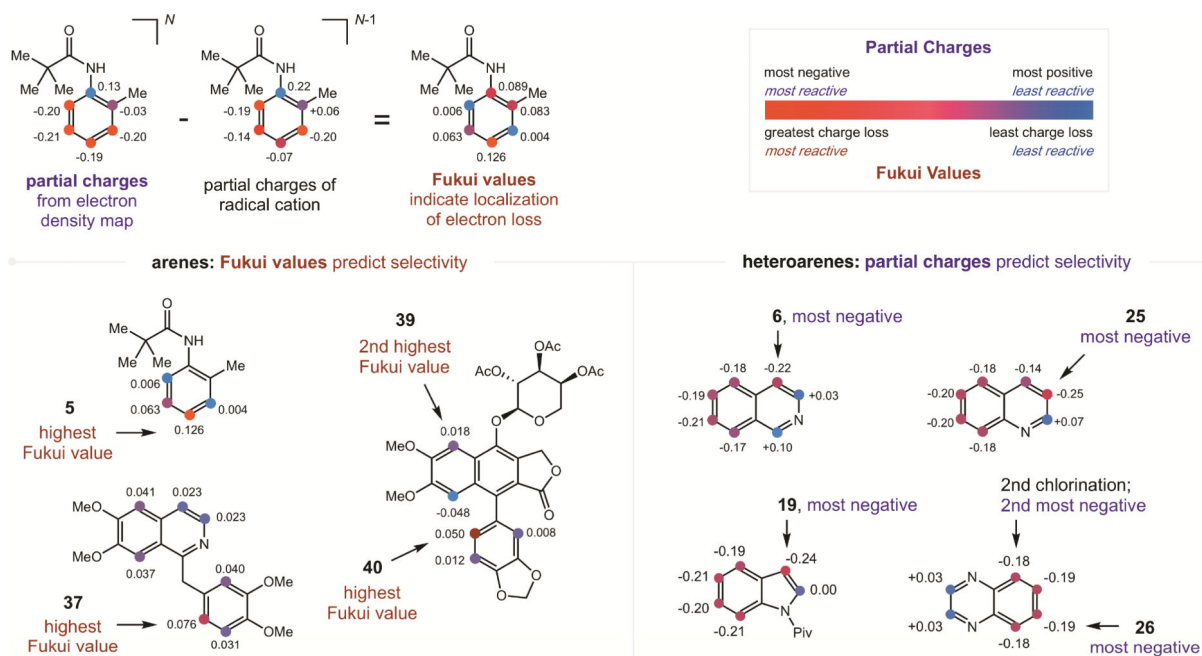 N
N-1
O
Me
Me
Me
NH
0.13
Me
-0.20
-0.03
-0.21
-0.20
-0.19
-
O
Me
Me
Me
NH
0.22
Me
-0.19
+0.06
-0.14
-0.20
-0.07
=
O
Me
Me
Me
NH
0.089
Me
0.006
0.083
0.063
0.004
0.126
partial charges
from electron
density map
partial charges of
radical cation
Fukui values
indicate localization
of electron loss
Partial Charges
most negative
most reactive
most positive
least reactive
greatest charge loss
most reactive
least charge loss
least reactive
Fukui Values
arenes: Fukui values predict selectivity
O
Me
Me
Me
NH
Me
0.006
0.063
0.004
0.126
5
highest
Fukui value
0.041
0.023
0.023
MeO
MeO
N
0.037
0.040
OMe
OMe
0.076
0.031
37
highest
Fukui value
39
2nd highest
Fukui value
OAc
AcO
OAc
O
O
0.018
MeO
MeO
O
O
-0.048
0.050
0.008
0.012
O
O
40
highest
Fukui value
heteroarenes: partial charges predict selectivity
6, most negative
-0.18
-0.22
-0.19
+0.03
N
-0.21
-0.17
+0.10
25
most negative
-0.18
-0.14
-0.20
-0.25
-0.20
+0.07
N
-0.18
19, most negative
-0.19
-0.24
-0.21
0.00
-0.20
N
-0.21
Piv
2nd chlorination;
2nd most negative
-0.18
+0.03
N
-0.19
+0.03
N
-0.19
-0.18
26
most negative